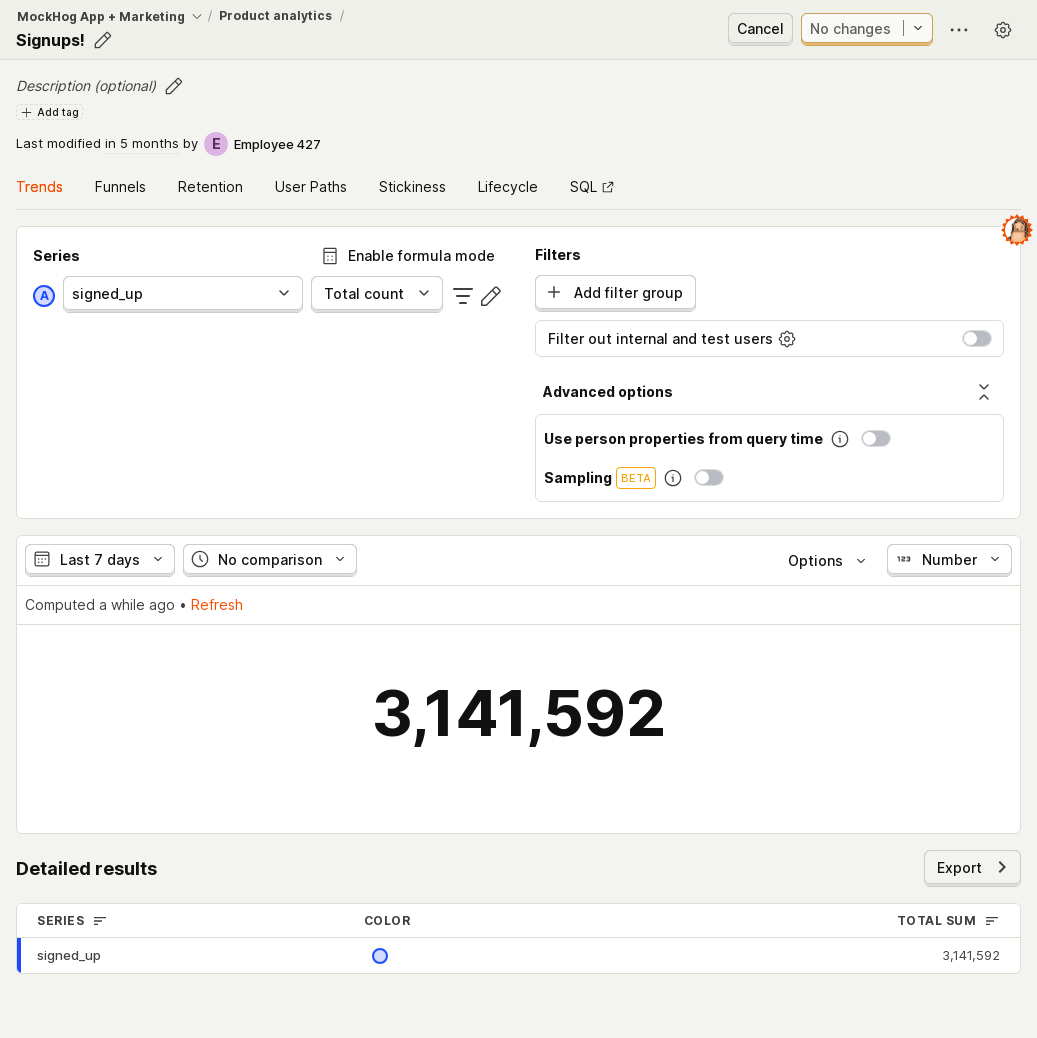 MockHog App + Marketing / Product analytics /
Signups!
Cancel
No changes
Description (optional)
Add tag
Last modified in 5 months by E Employee 427
Trends Funnels Retention User Paths Stickiness Lifecycle SQL
Series
Enable formula mode
A signed_up
Total count
Filters
Add filter group
Filter out internal and test users
Advanced options
Use person properties from query time
Sampling BETA
Last 7 days
No comparison
Options
123 Number
Computed a while ago • Refresh
3,141,592
Detailed results
Export
SERIES COLOR TOTAL SUM
signed_up 3,141,592